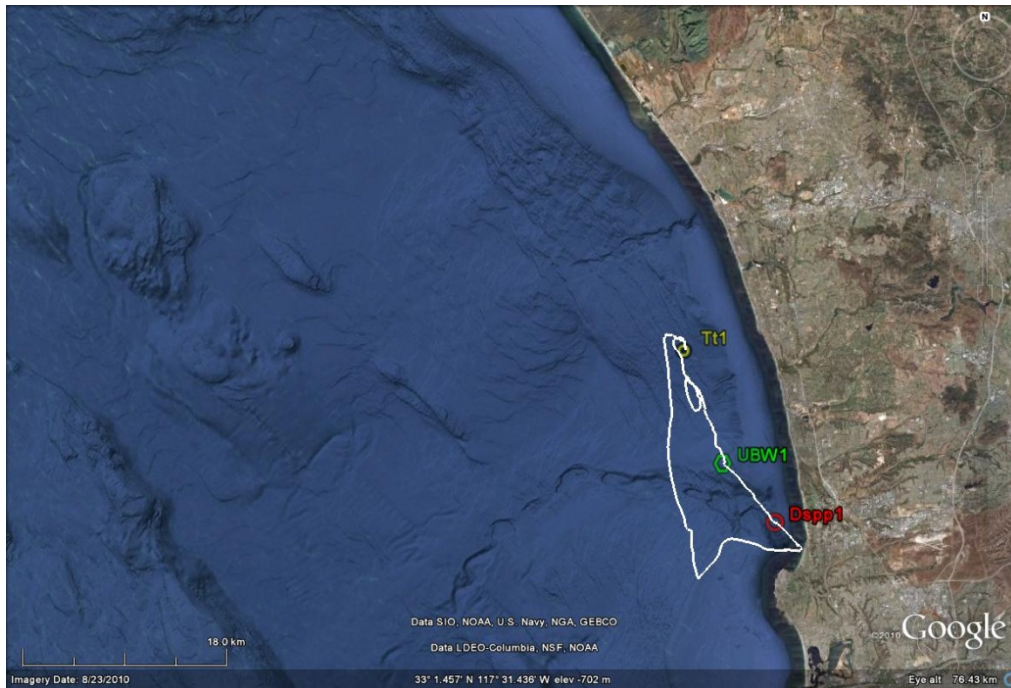 N
Tt1
UBW1
Dspp1
Data SIO, NOAA, U.S. Navy, NGA, GEBCO
Data LDEO-Columbia, NSF, NOAA
©2010 Google
18.0 km
Imagery Date: 8/23/2010
33° 1.457' N 117° 31.436' W elev -702 m
Eye alt 76.43 km